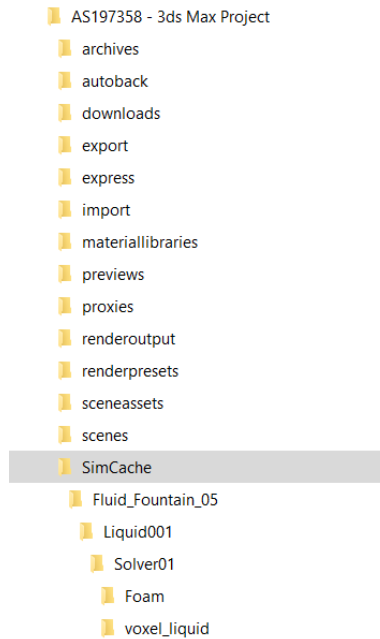 AS197358 - 3ds Max Project
archives
autoback
downloads
export
express
import
materiallibraries
previews
proxies
renderoutput
renderpresets
sceneassets
scenes
SimCache
Fluid_Fountain_05
Liquid001
Solver01
Foam
voxel_liquid